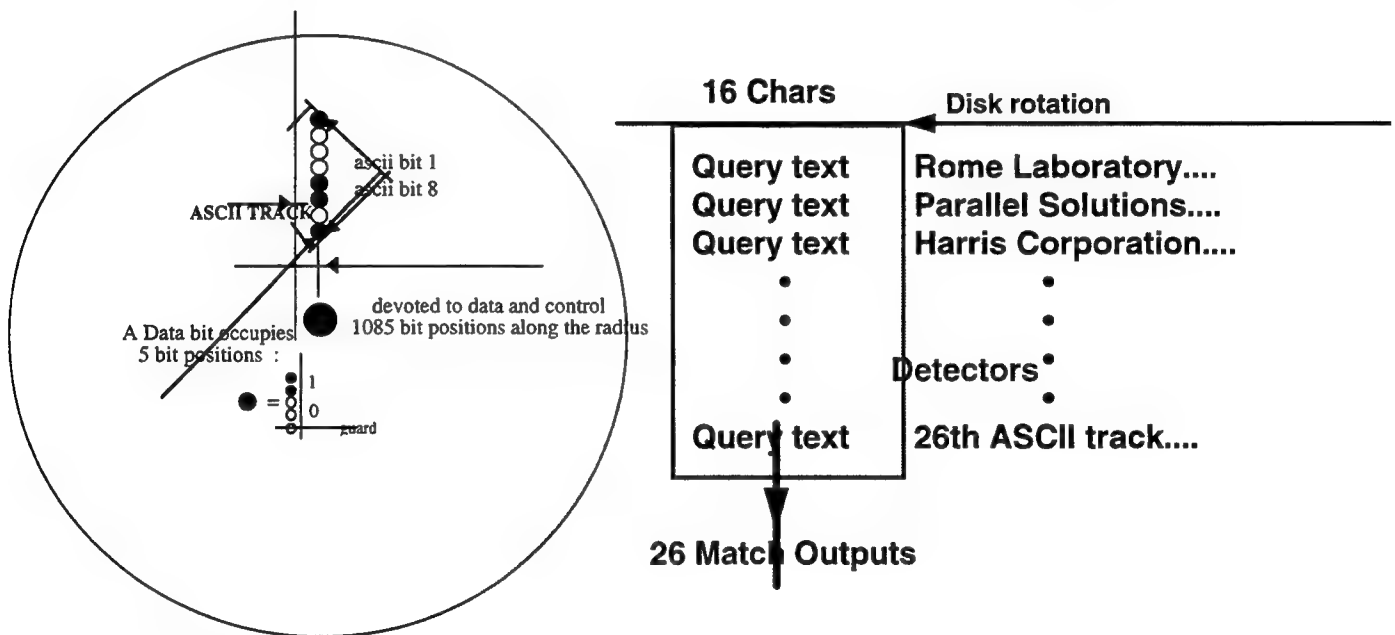 ascii bit 1
ascii bit 8
ASCII TRACK
devoted to data and control
1085 bit positions along the radius
A Data bit occupies
5 bit positions :
=
1
0
guard
16 Chars
Disk rotation
Query text Rome Laboratory....
Query text Parallel Solutions....
Query text Harris Corporation....
Detectors
Query text 26th ASCII track....
26 Match Outputs